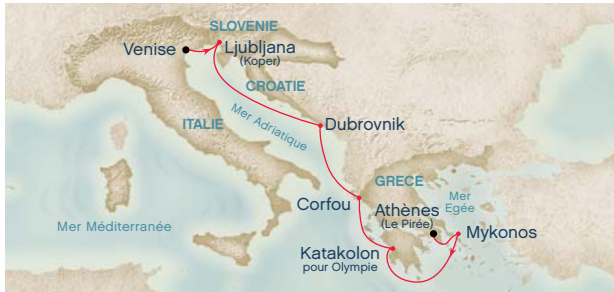 SLOVENIE
Venise
Ljubljana
(Koper)
CROATIE
Mer Adriatique
ITALIE
Dubrovnik
GRECE
Mer
Egée
Corfou
Athènes
(Le Pirée)
Mer Méditerranée
Mykonos
Katakolon
pour Olympie